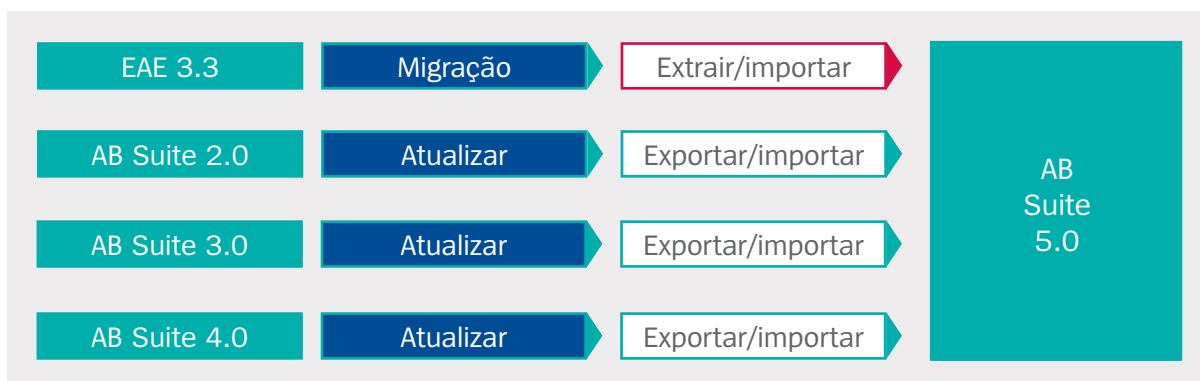 EAE 3.3 Migração Extrair/importar
AB Suite 2.0 Atualizar Exportar/importar
AB Suite 3.0 Atualizar Exportar/importar
AB Suite 4.0 Atualizar Exportar/importar
AB
Suite
5.0